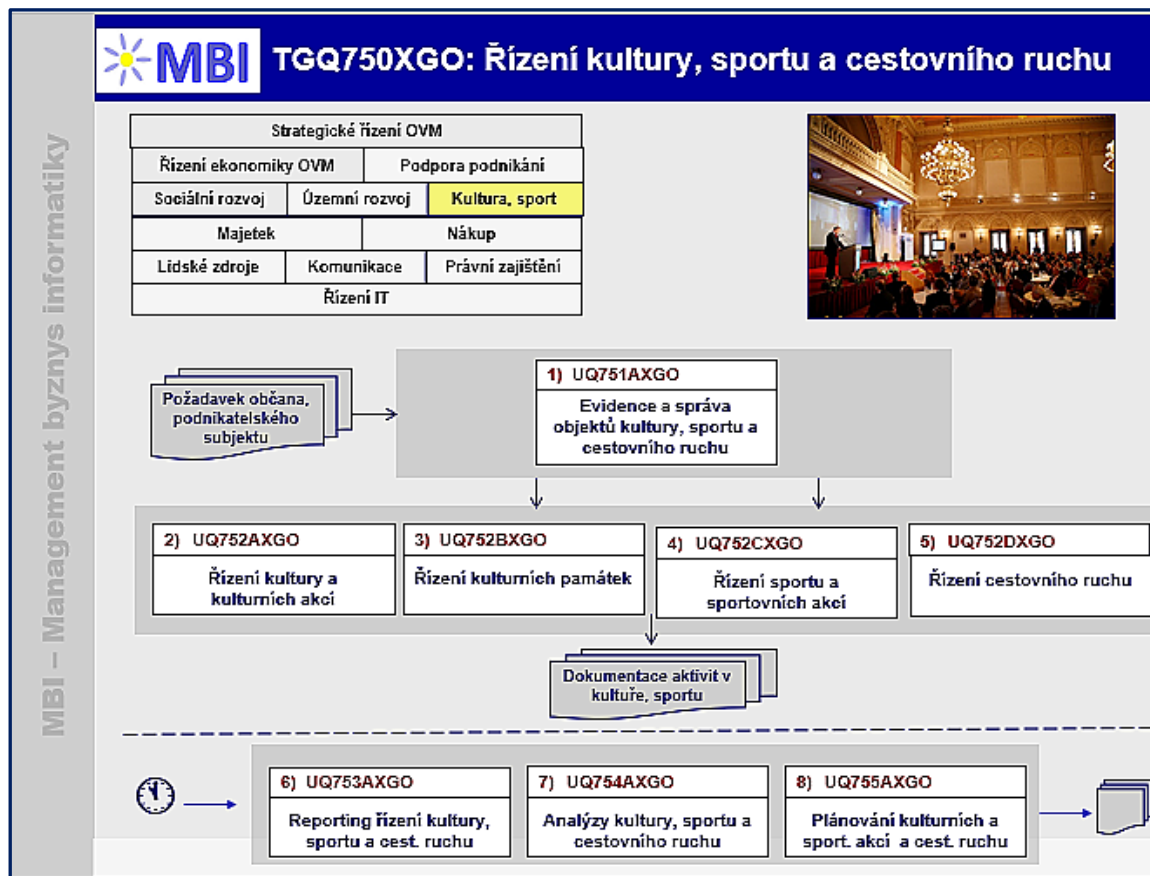 MBI – Management byznys informatiky
MBI
TGQ750XGO: Řízení kultury, sportu a cestovního ruchu
Strategické řízení OVM
Řízení ekonomiky OVM
Podpora podnikání
Sociální rozvoj
Územní rozvoj
Kultura, sport
Majetek
Nákup
Lidské zdroje
Komunikace
Právní zajištění
Řízení IT
Požadavek občana,
podnikatelského
subjektu
1) UQ751AXGO
Evidence a správa
objektů kultury, sportu a
cestovního ruchu
2) UQ752AXGO
Řízení kultury a
kulturních akcí
3) UQ752BXGO
Řízení kulturních památek
4) UQ752CXGO
Řízení sportu a
sportovních akcí
5) UQ752DXGO
Řízení cestovního ruchu
Dokumentace aktivit v
kultuře, sportu
6) UQ753AXGO
Reporting řízení kultury,
sportu a cest. ruchu
7) UQ754AXGO
Analýzy kultury, sportu a
cestovního ruchu
8) UQ755AXGO
Plánování kulturních a
sport. akcí a cest. ruchu